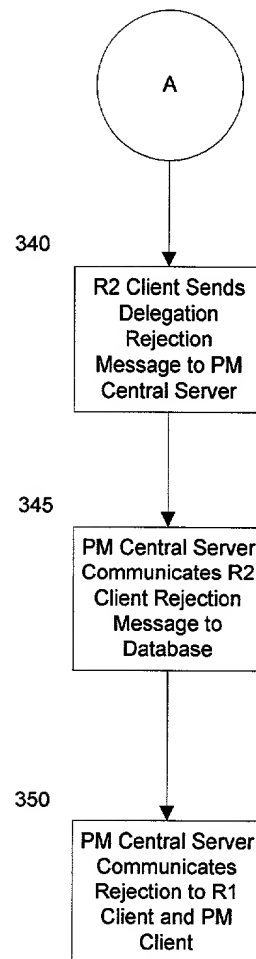 A
340
R2 Client Sends
Delegation
Rejection
Message to PM
Central Server
345
PM Central Server
Communicates R2
Client Rejection
Message to
Database
350
PM Central Server
Communicates
Rejection to R1
Client and PM
Client